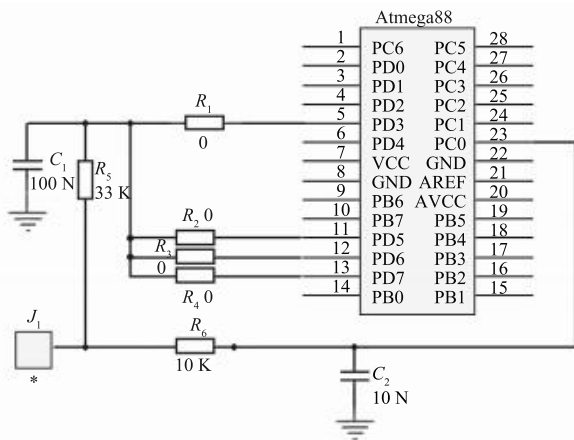 Atmega88
1 PC6 PC5 28
2 PD0 PC4 27
3 PD1 PC3 26
4 PD2 PC2 25
R1 5 PD3 PC1 24
0 6 PD4 PC0 23
C1 R5 7 VCC GND 22
100 N 33 K 8 GND AREF 21
9 PB6 AVCC 20
10 PB7 PB5 19
R2 0 11 PD5 PB4 18
R3 12 PD6 PB3 17
0 13 PD7 PB2 16
R4 0 14 PB0 PB1 15
J1 R6
10 K
* C2
10 N